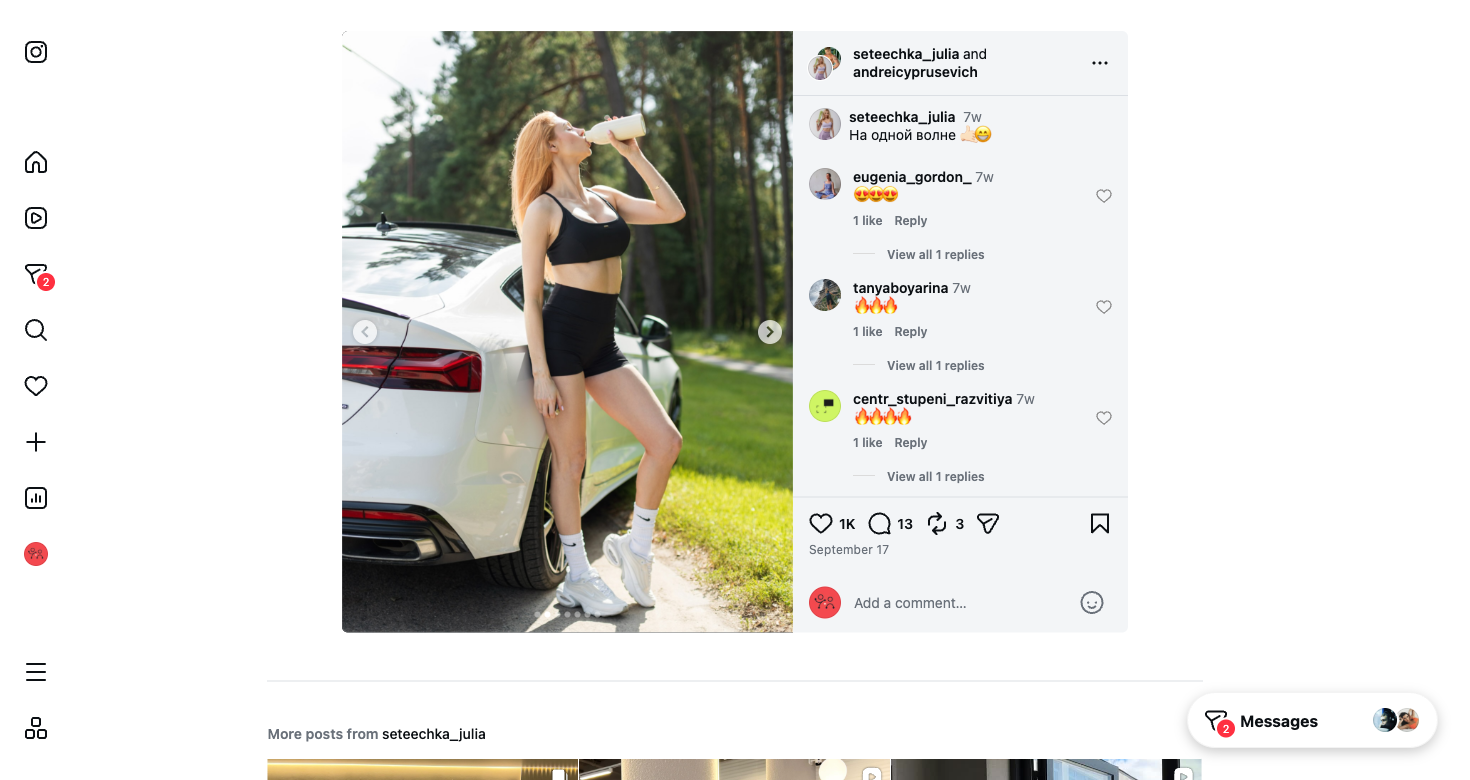 2
seteechka_julia and
andreicyprusevich
seteechka_julia 7w
На одной волне 🤙🏻😁
eugenia_gordon_ 7w
😍😍😍
1 like Reply
View all 1 replies
tanyaboyarina 7w
🔥🔥🔥
1 like Reply
View all 1 replies
centr_stupeni_razvitiya 7w
🔥🔥🔥🔥
1 like Reply
View all 1 replies
1K 13 3
September 17
Add a comment...
More posts from seteechka_julia
2 Messages